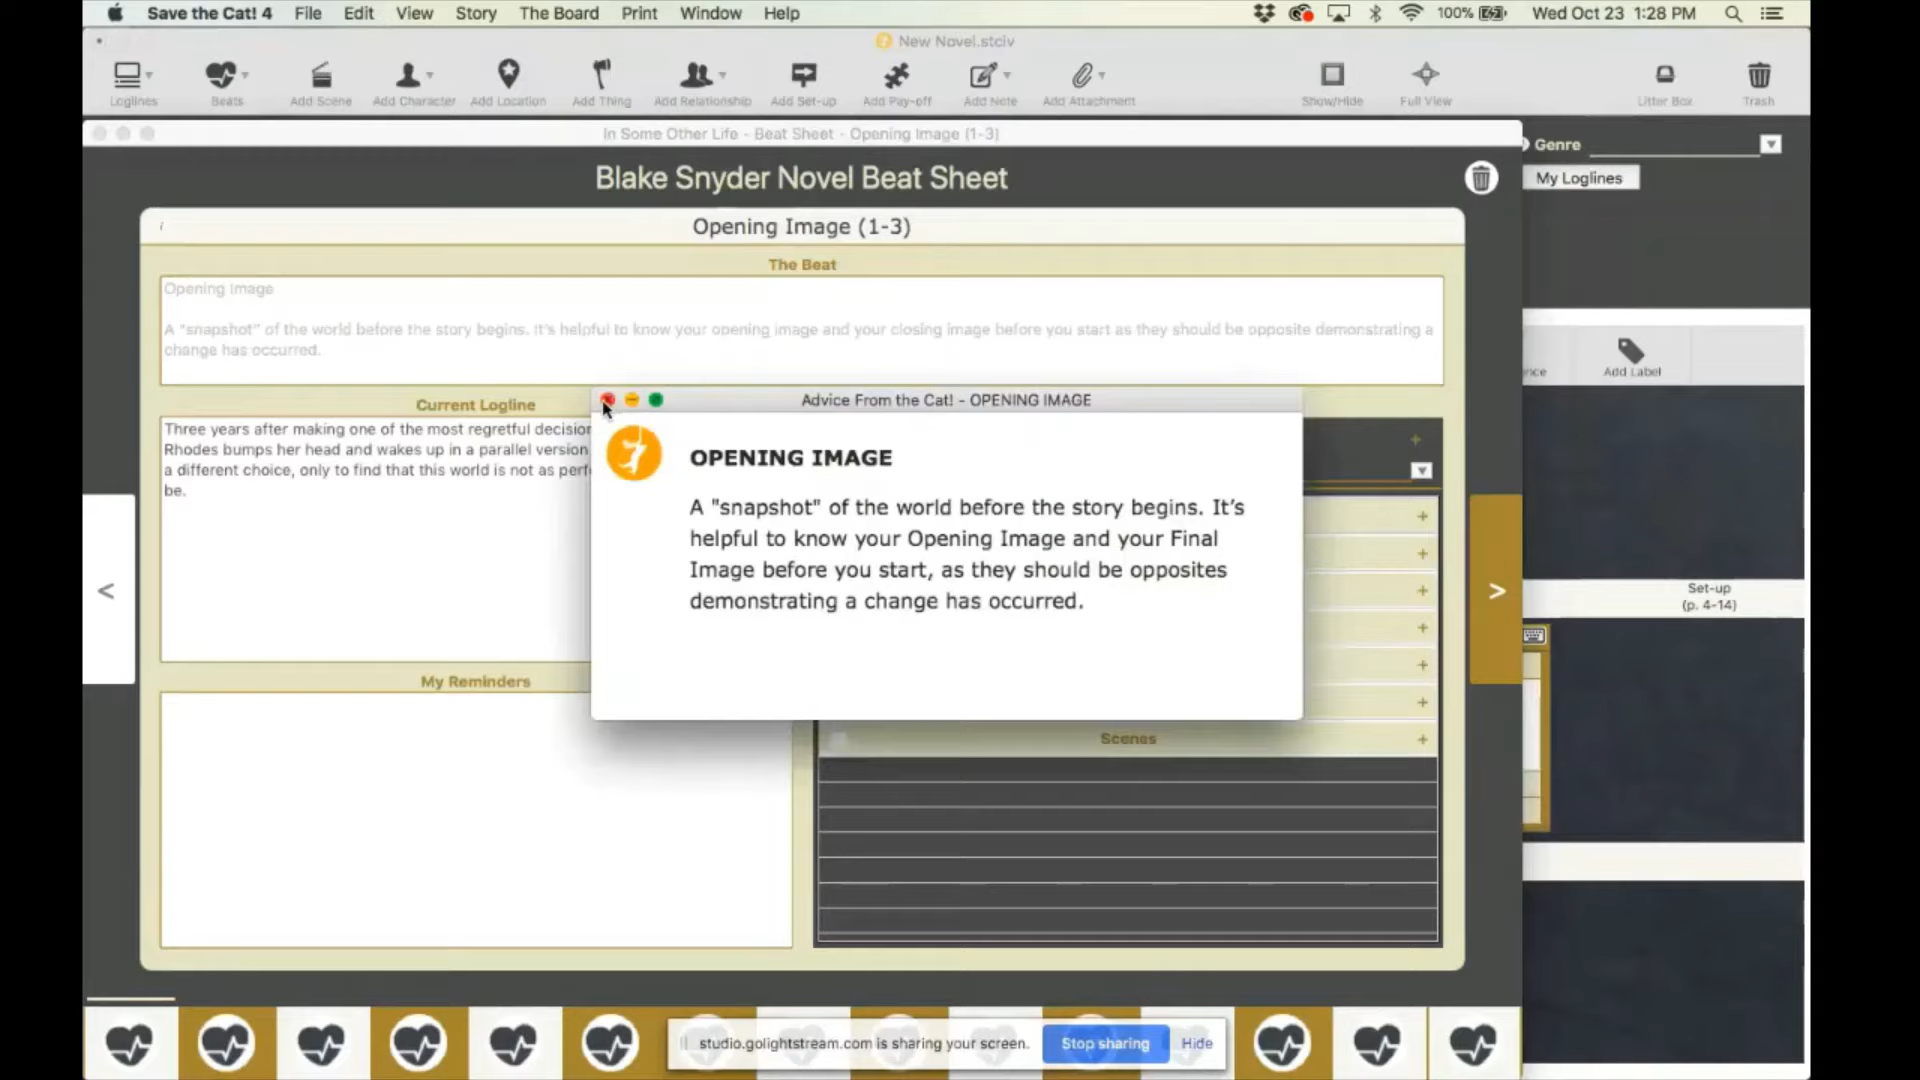 Save the Cat! 4 File Edit View Story The Board Print Window Help 100% Wed Oct 23 1:28 PM
New Novel.stciv
Loglines Beats Add Scene Add Character Add Location Add Thing Add Relationship Add Set-up Add Pay-off Add Note Add Attachment Show/Hide Full View Litter Box Trash
In Some Other Life - Beat Sheet - Opening Image (1-3)
Genre
My Loglines
Blake Snyder Novel Beat Sheet
i
Opening Image (1-3)
The Beat
Opening Image
A "snapshot" of the world before the story begins. It's helpful to know your opening image and your closing image before you start as they should be opposite demonstrating a
change has occurred.
Add Label
Current Logline
Three years after making one of the most regretful
Rhodes bumps her head and wakes up in a parallel version
a different choice, only to find that this world is not as
be.
Advice From the Cat! - OPENING IMAGE
OPENING IMAGE
A "snapshot" of the world before the story begins. It's
helpful to know your Opening Image and your Final
Image before you start, as they should be opposites
demonstrating a change has occurred.
+
+
+
+
+
+
+
<
>
Set-up
(p. 4-14)
My Reminders
Scenes +
studio.golightstream.com is sharing your screen. Stop sharing Hide